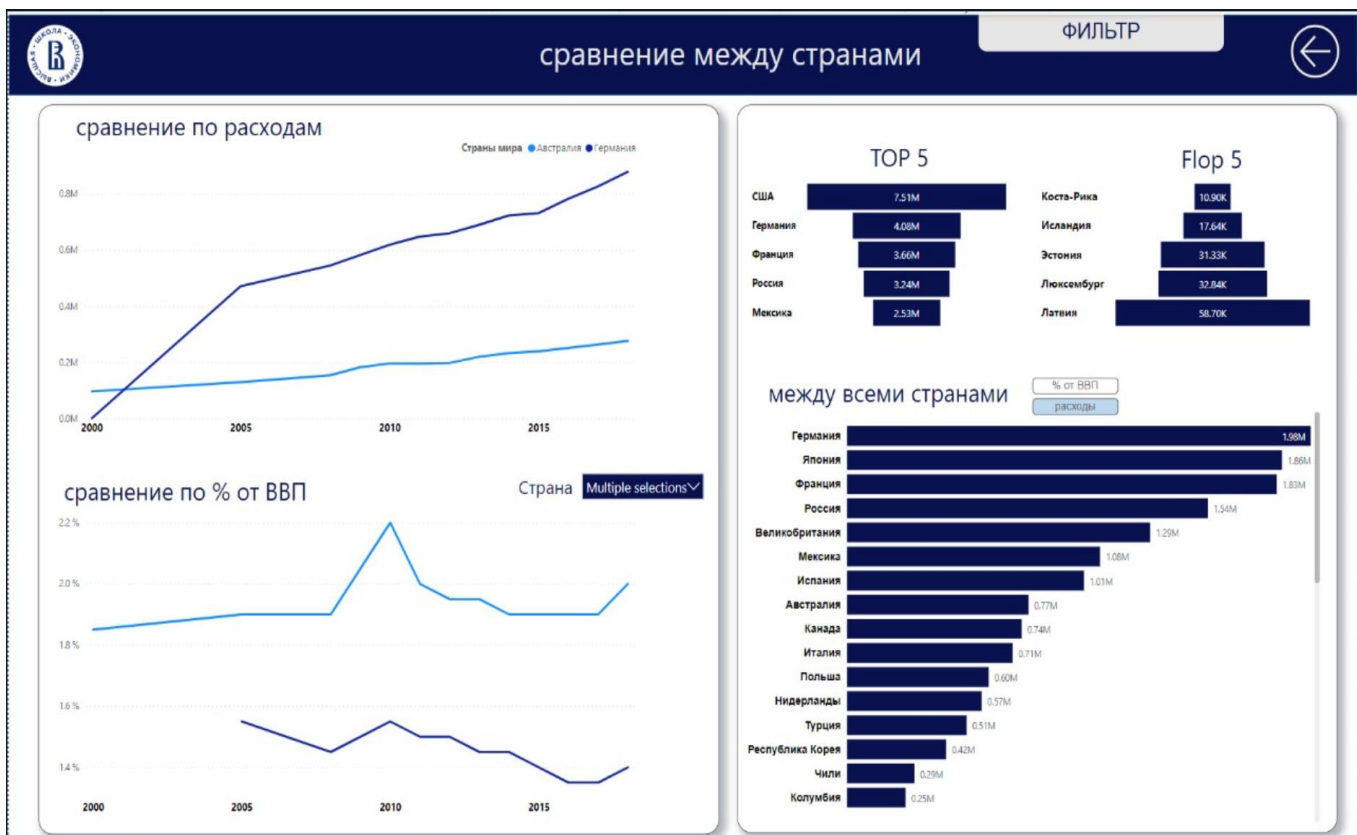 ВЫСШАЯ • ШКОЛА • ЭКОНОМИКИ •
сравнение между странами
ФИЛЬТР
сравнение по расходам
Страны мира Австралия Германия
0.8M
0.6M
0.4M
0.2M
0.0M
2000 2005 2010 2015
сравнение по % от ВВП
Страна Multiple selections
2.2 %
2.0 %
1.8 %
1.6 %
1.4 %
2000 2005 2010 2015
TOP 5
США 7.51M
Германия 4.08M
Франция 3.66M
Россия 3.24M
Мексика 2.53M
Flop 5
Коста-Рика 10.90K
Исландия 17.64K
Эстония 31.33K
Люксембург 32.84K
Латвия 58.70K
между всеми странами
% от ВВП
расходы
Германия 1.98M
Япония 1.86M
Франция 1.83M
Россия 1.54M
Великобритания 1.29M
Мексика 1.08M
Испания 1.01M
Австралия 0.77M
Канада 0.74M
Италия 0.71M
Польша 0.60M
Нидерланды 0.57M
Турция 0.51M
Республика Корея 0.42M
Чили 0.29M
Колумбия 0.25M